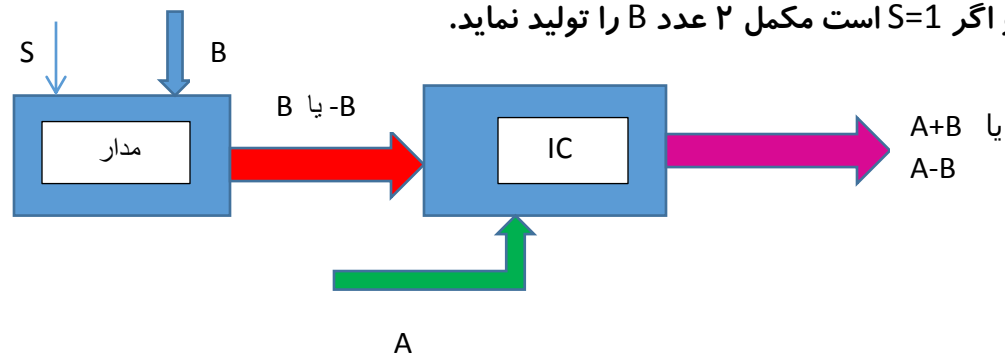 اگر S=1 است مکمل ۲ عدد B را تولید نماید.
S
B
B یا -B
مدار
IC
A+B یا
A-B
A